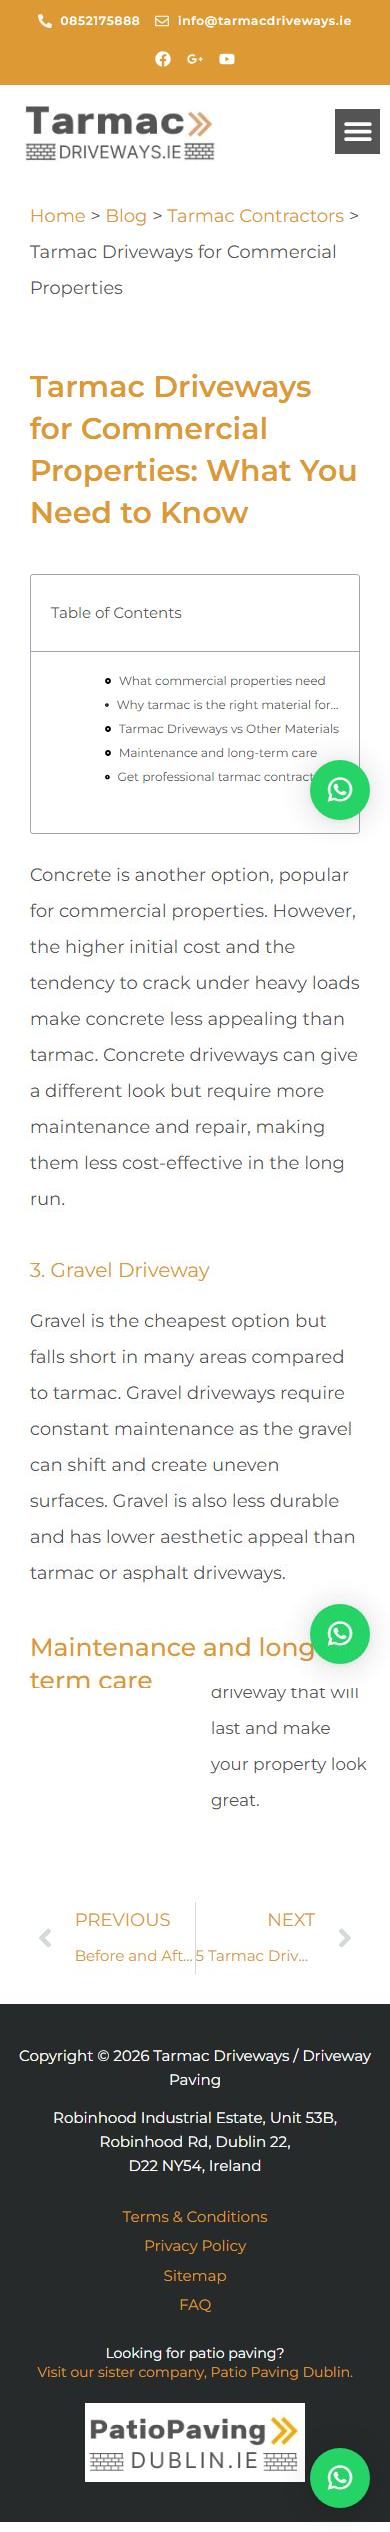 0852175888 info@tarmacdriveways.ie
Tarmac
DRIVEWAYS.IE
Home > Blog > Tarmac Contractors >
Tarmac Driveways for Commercial
Properties
Tarmac Driveways
for Commercial
Properties: What You
Need to Know
Table of Contents
What commercial properties need
Why tarmac is the right material for...
Tarmac Driveways vs Other Materials
Maintenance and long-term care
Get professional tarmac contract
Concrete is another option, popular
for commercial properties. However,
the higher initial cost and the
tendency to crack under heavy loads
make concrete less appealing than
tarmac. Concrete driveways can give
a different look but require more
maintenance and repair, making
them less cost-effective in the long
run.
3. Gravel Driveway
Gravel is the cheapest option but
falls short in many areas compared
to tarmac. Gravel driveways require
constant maintenance as the gravel
can shift and create uneven
surfaces. Gravel is also less durable
and has lower aesthetic appeal than
tarmac or asphalt driveways.
Maintenance and long
term care
driveway that will
last and make
your property look
great.
PREVIOUS
Before and Aft...
NEXT
5 Tarmac Driv...
Copyright © 2026 Tarmac Driveways / Driveway
Paving
Robinhood Industrial Estate, Unit 53B,
Robinhood Rd, Dublin 22,
D22 NY54, Ireland
Terms & Conditions
Privacy Policy
Sitemap
FAQ
Looking for patio paving?
Visit our sister company, Patio Paving Dublin.
PatioPaving
DUBLIN.IE